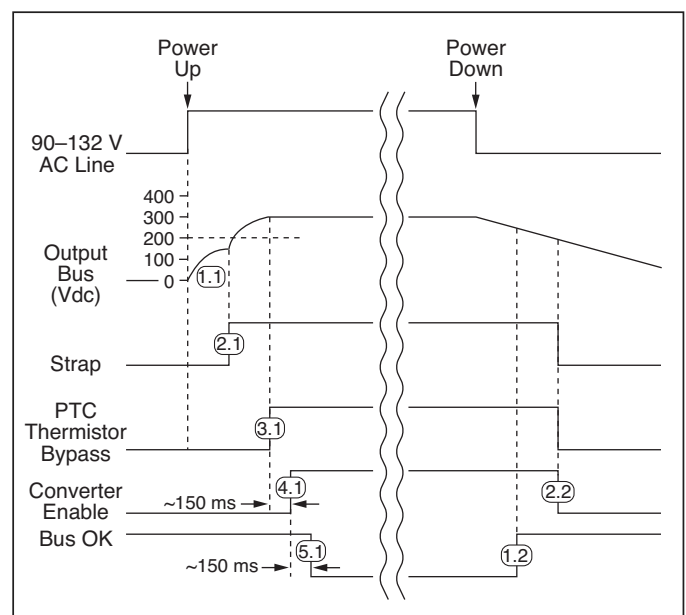 Power
Up
Power
Down
90–132 V
AC Line
400
300
200
100
0
Output
Bus
(Vdc)
1.1
2.1
Strap
PTC
Thermistor
Bypass
3.1
Converter
Enable
~150 ms
4.1
2.2
Bus OK
~150 ms
5.1
1.2